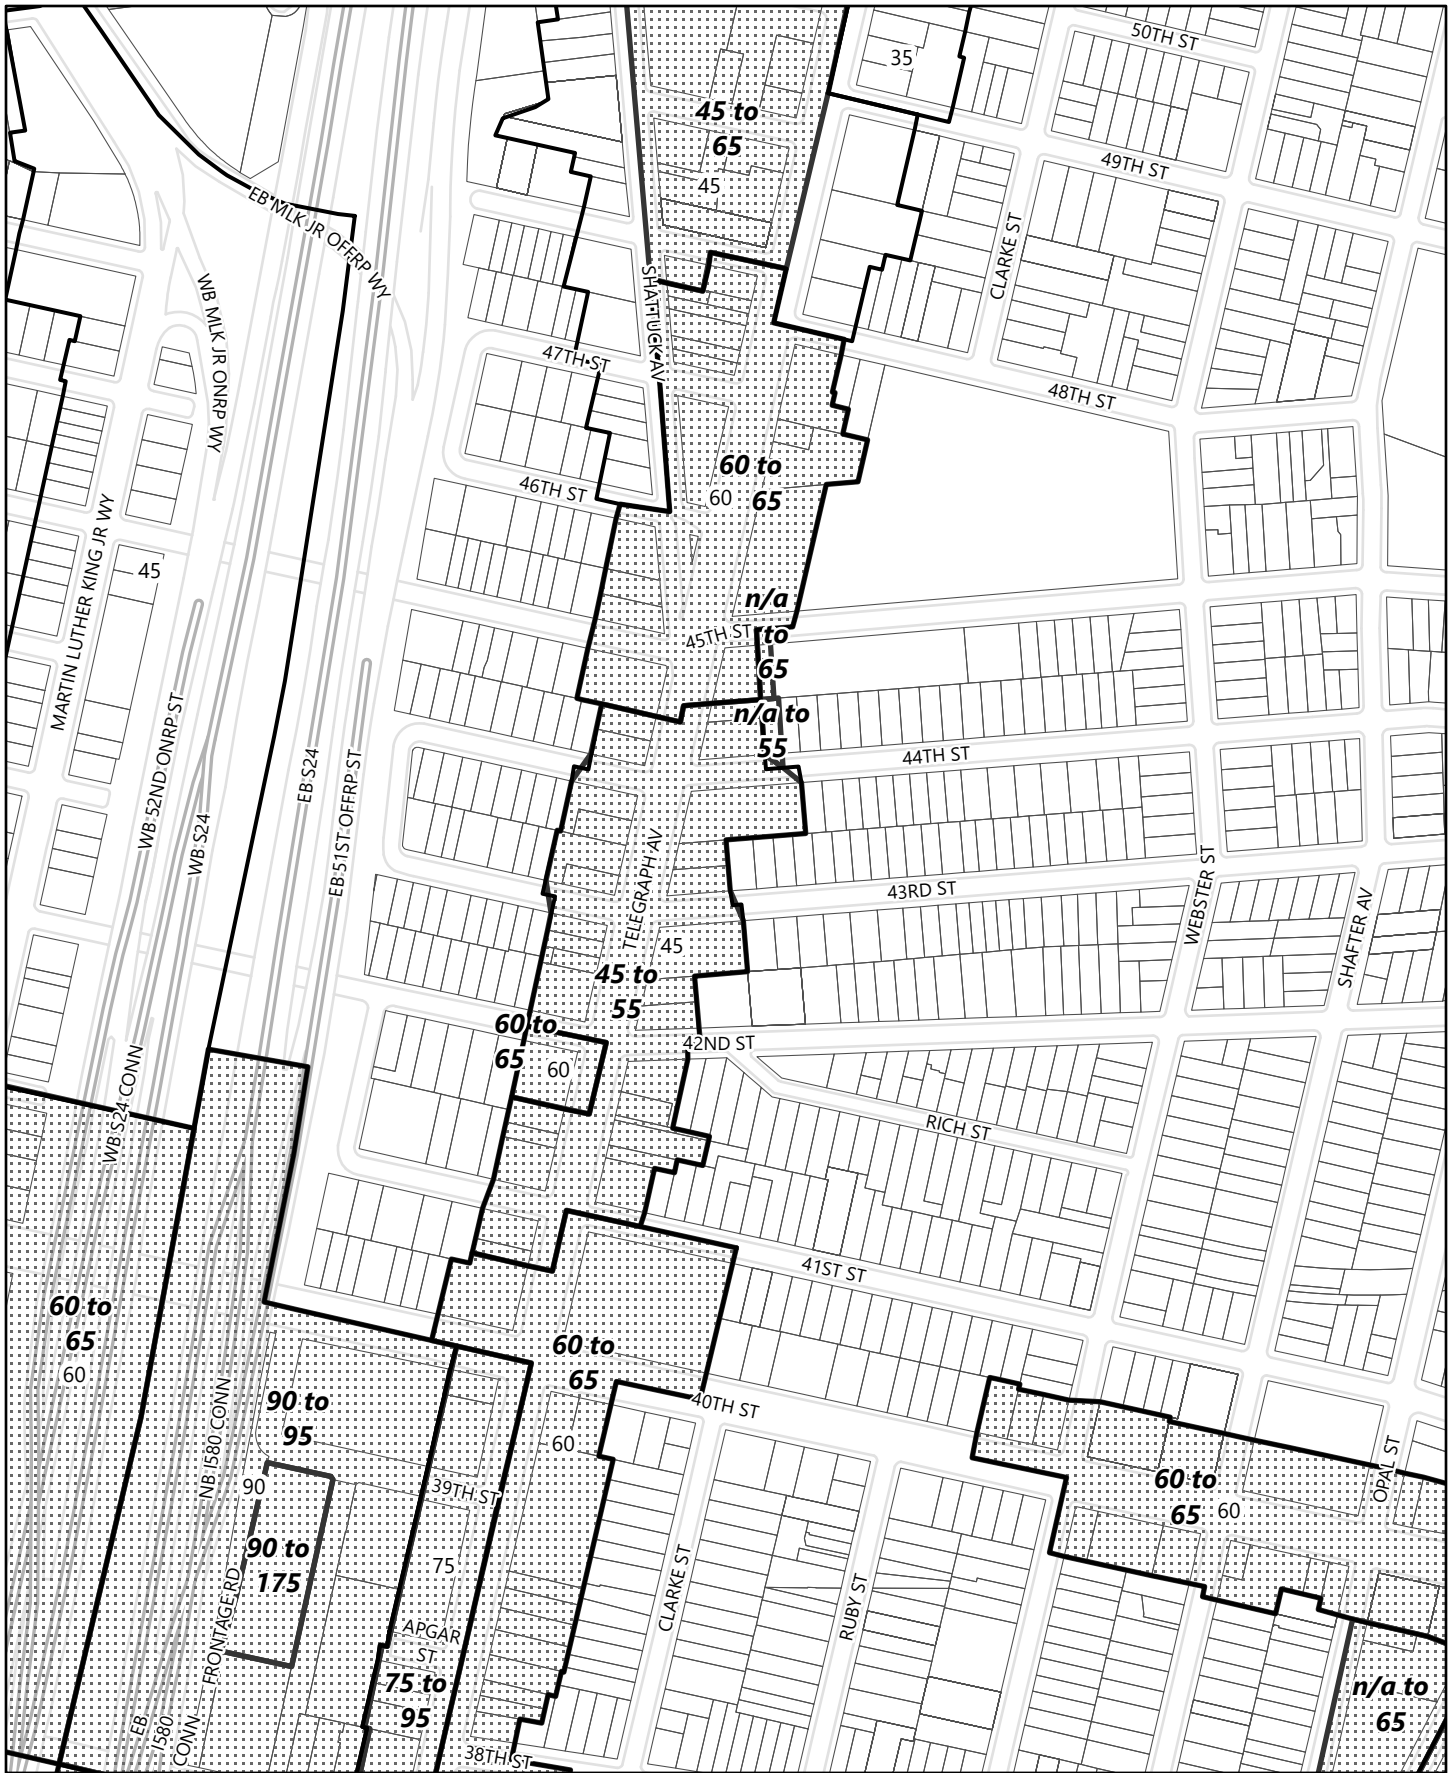 50TH ST
35
45 to
65
49TH ST
45
CLARKE ST
EB MLK JR OFFRP WY
WB MLK JR ONRP WY
SHATTUCK AV
47TH ST
48TH ST
60 to
65
60
46TH ST
MARTIN LUTHER KING JR WY
45
n/a
to
65
45TH ST
n/a to
55
44TH ST
WB 52ND ONRP ST
WB S24
EB S24
EB 51ST OFFRP ST
TELEGRAPH AV
43RD ST
WEBSTER ST
SHAFTER AV
45
45 to
55
60 to
65
60
42ND ST
WB S24 CONN
RICH ST
41ST ST
60 to
65
60
60 to
65
60
40TH ST
90 to
95
NB I580 CONN
90
39TH ST
60 to
65
60
OPAL ST
90 to
175
75
FRONTAGE RD
APGAR
ST
75 to
95
CLARKE ST
RUBY ST
n/a to
65
EB
I580
CONN
38TH ST